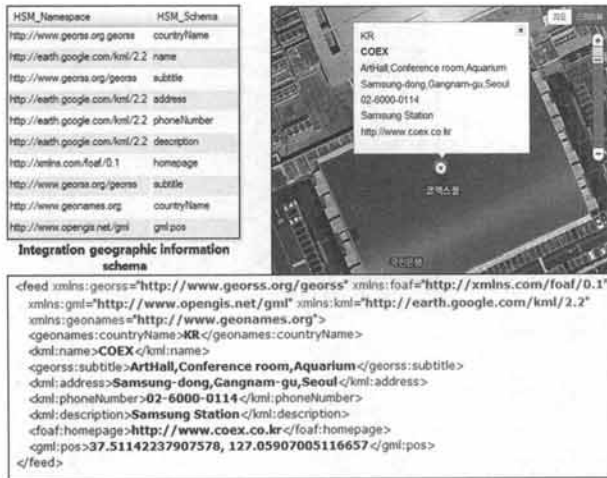 HSM_Namespace HSM_Schema
http://www.georss.org.georss countryName
http://earth.google.com/kml/2.2 name
http://www.georss.org/georss subtitle
http://earth.google.com/kml/2.2 address
http://earth.google.com/kml/2.2 phoneNumber
http://earth.google.com/kml/2.2 description
http://xmlns.com/foaf/0.1 homepage
http://www.georss.org/georss subtitle
http://www.geonames.org countryName
http://www.opengis.net/gml gml:pos
Integration geographic information
schema
지도
KR
COEX
ArtHall,Conference room,Aquarium
Samsung-dong,Gangnam-gu,Seoul
02-6000-0114
Samsung Station
http://www.coex.co.kr
코엑스몰
<feed xmlns:georss="http://www.georss.org/georss" xmlns:foaf="http://xmlns.com/foaf/0.1"
xmlns:gml="http://www.opengis.net/gml" xmlns:kml="http://earth.google.com/kml/2.2"
xmlns:geonames="http://www.geonames.org">
<geonames:countryName>KR</geonames:countryName>
<kml:name>COEX</kml:name>
<georss:subtitle>ArtHall,Conference room,Aquarium</georss:subtitle>
<kml:address>Samsung-dong,Gangnam-gu,Seoul</kml:address>
<kml:phoneNumber>02-6000-0114</kml:phoneNumber>
<kml:description>Samsung Station</kml:description>
<foaf:homepage>http://www.coex.co.kr</foaf:homepage>
<gml:pos>37.51142237907578, 127.05907005116657</gml:pos>
</feed>